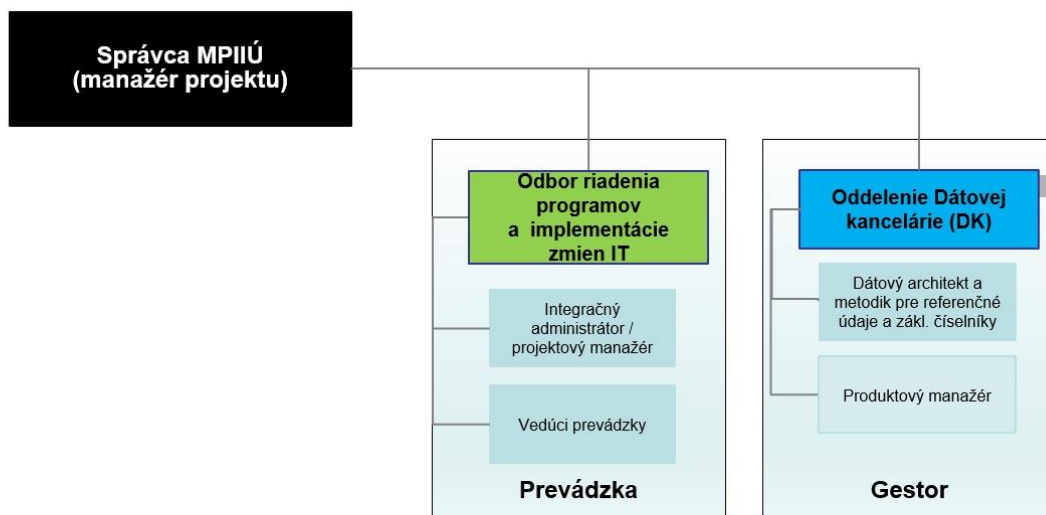 Správca MPIIÚ
(manažér projektu)
Odbor riadenia
programov
a implementácie
zmien IT
Integračný
administrátor /
projektový manažér
Vedúci prevádzky
Prevádzka
Oddelenie Dátovej
kancelárie (DK)
Dátový architekt a
metodik pre referenčné
údaje a zákl. číselníky
Produktový manažér
Gestor